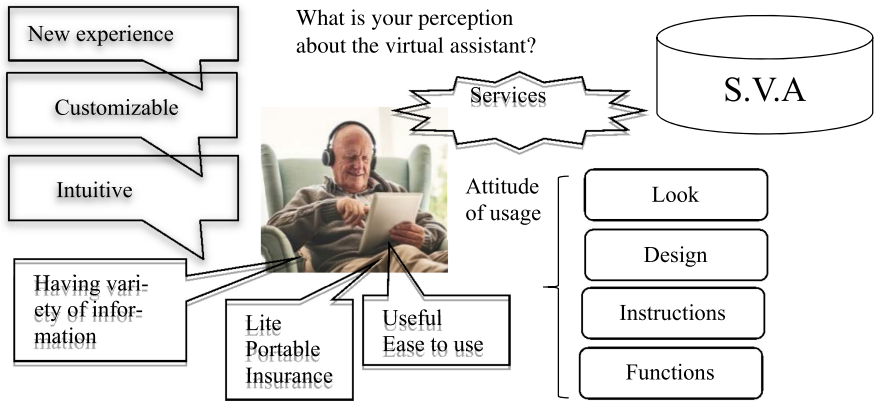 New experience
What is your perception
about the virtual assistant?
Customizable
Services
S.V.A
Intuitive
Attitude
of usage
Look
Design
Instructions
Functions
Having vari-
ety of infor-
mation
Lite
Portable
Insurance
Useful
Ease to use